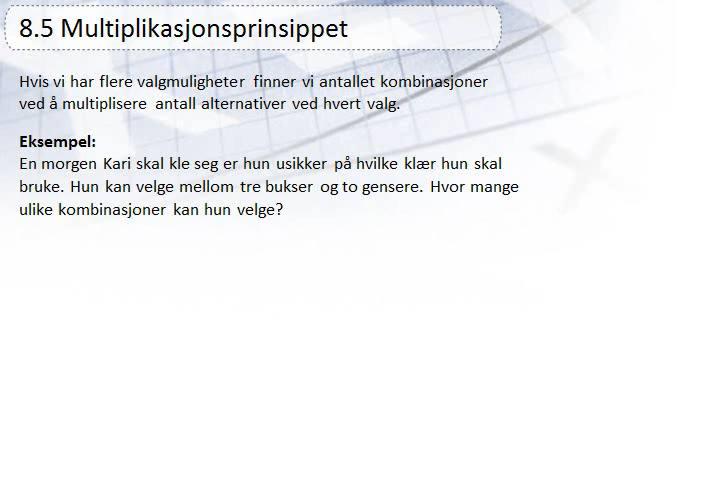 8.5 Multiplikasjonsprinsippet
Hvis vi har flere valgmuligheter finner vi antallet kombinasjoner
ved å multiplisere antall alternativer ved hvert valg.
Eksempel:
En morgen Kari skal kle seg er hun usikker på hvilke klær hun skal
bruke. Hun kan velge mellom tre bukser og to gensere. Hvor mange
ulike kombinasjoner kan hun velge?